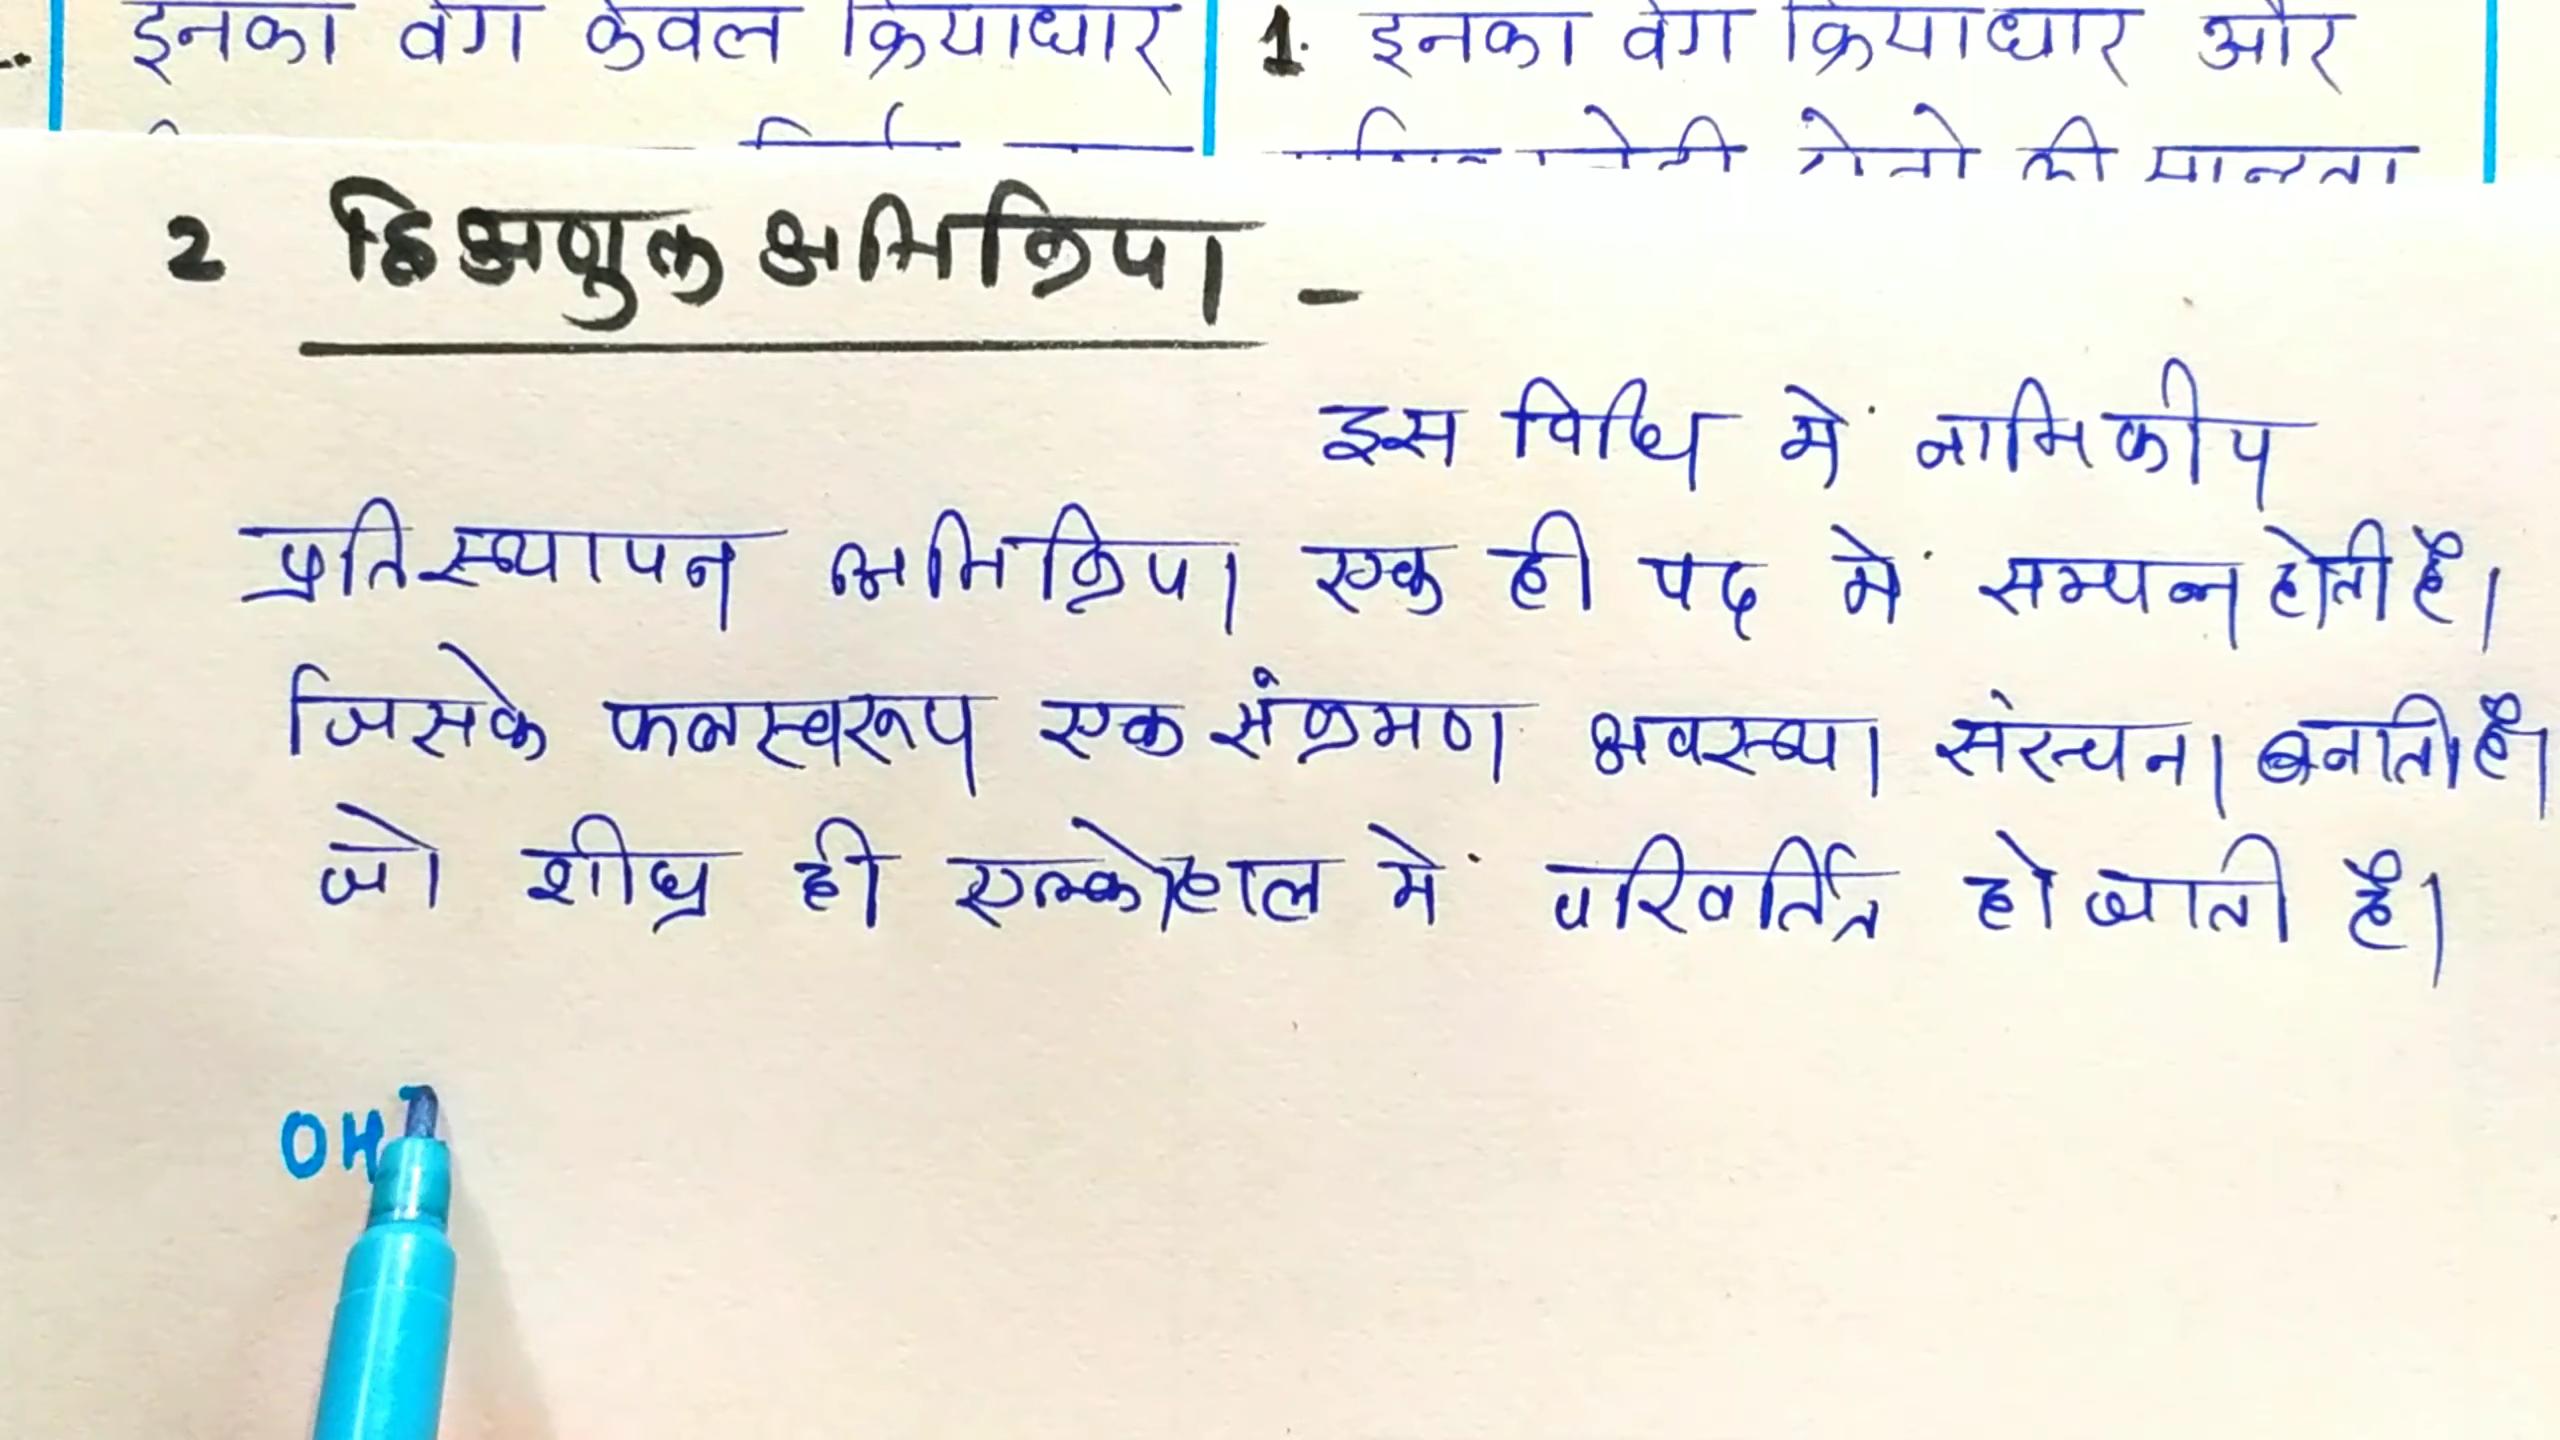 इनका वेग केवल क्रियाधार
1. इनका वेग क्रियाधार और
2 द्विअणुक अभिक्रिया -
इस विधि में नाभिकीय
प्रतिस्थापन अभिक्रिया एक ही पद में सम्पन्न होती है।
जिसके फलस्वरूप एक संक्रमण अवस्था संरचना बनाती है।
जो शीघ्र ही एल्कोहाल में परिवर्तित हो जाती है।
OH⁻